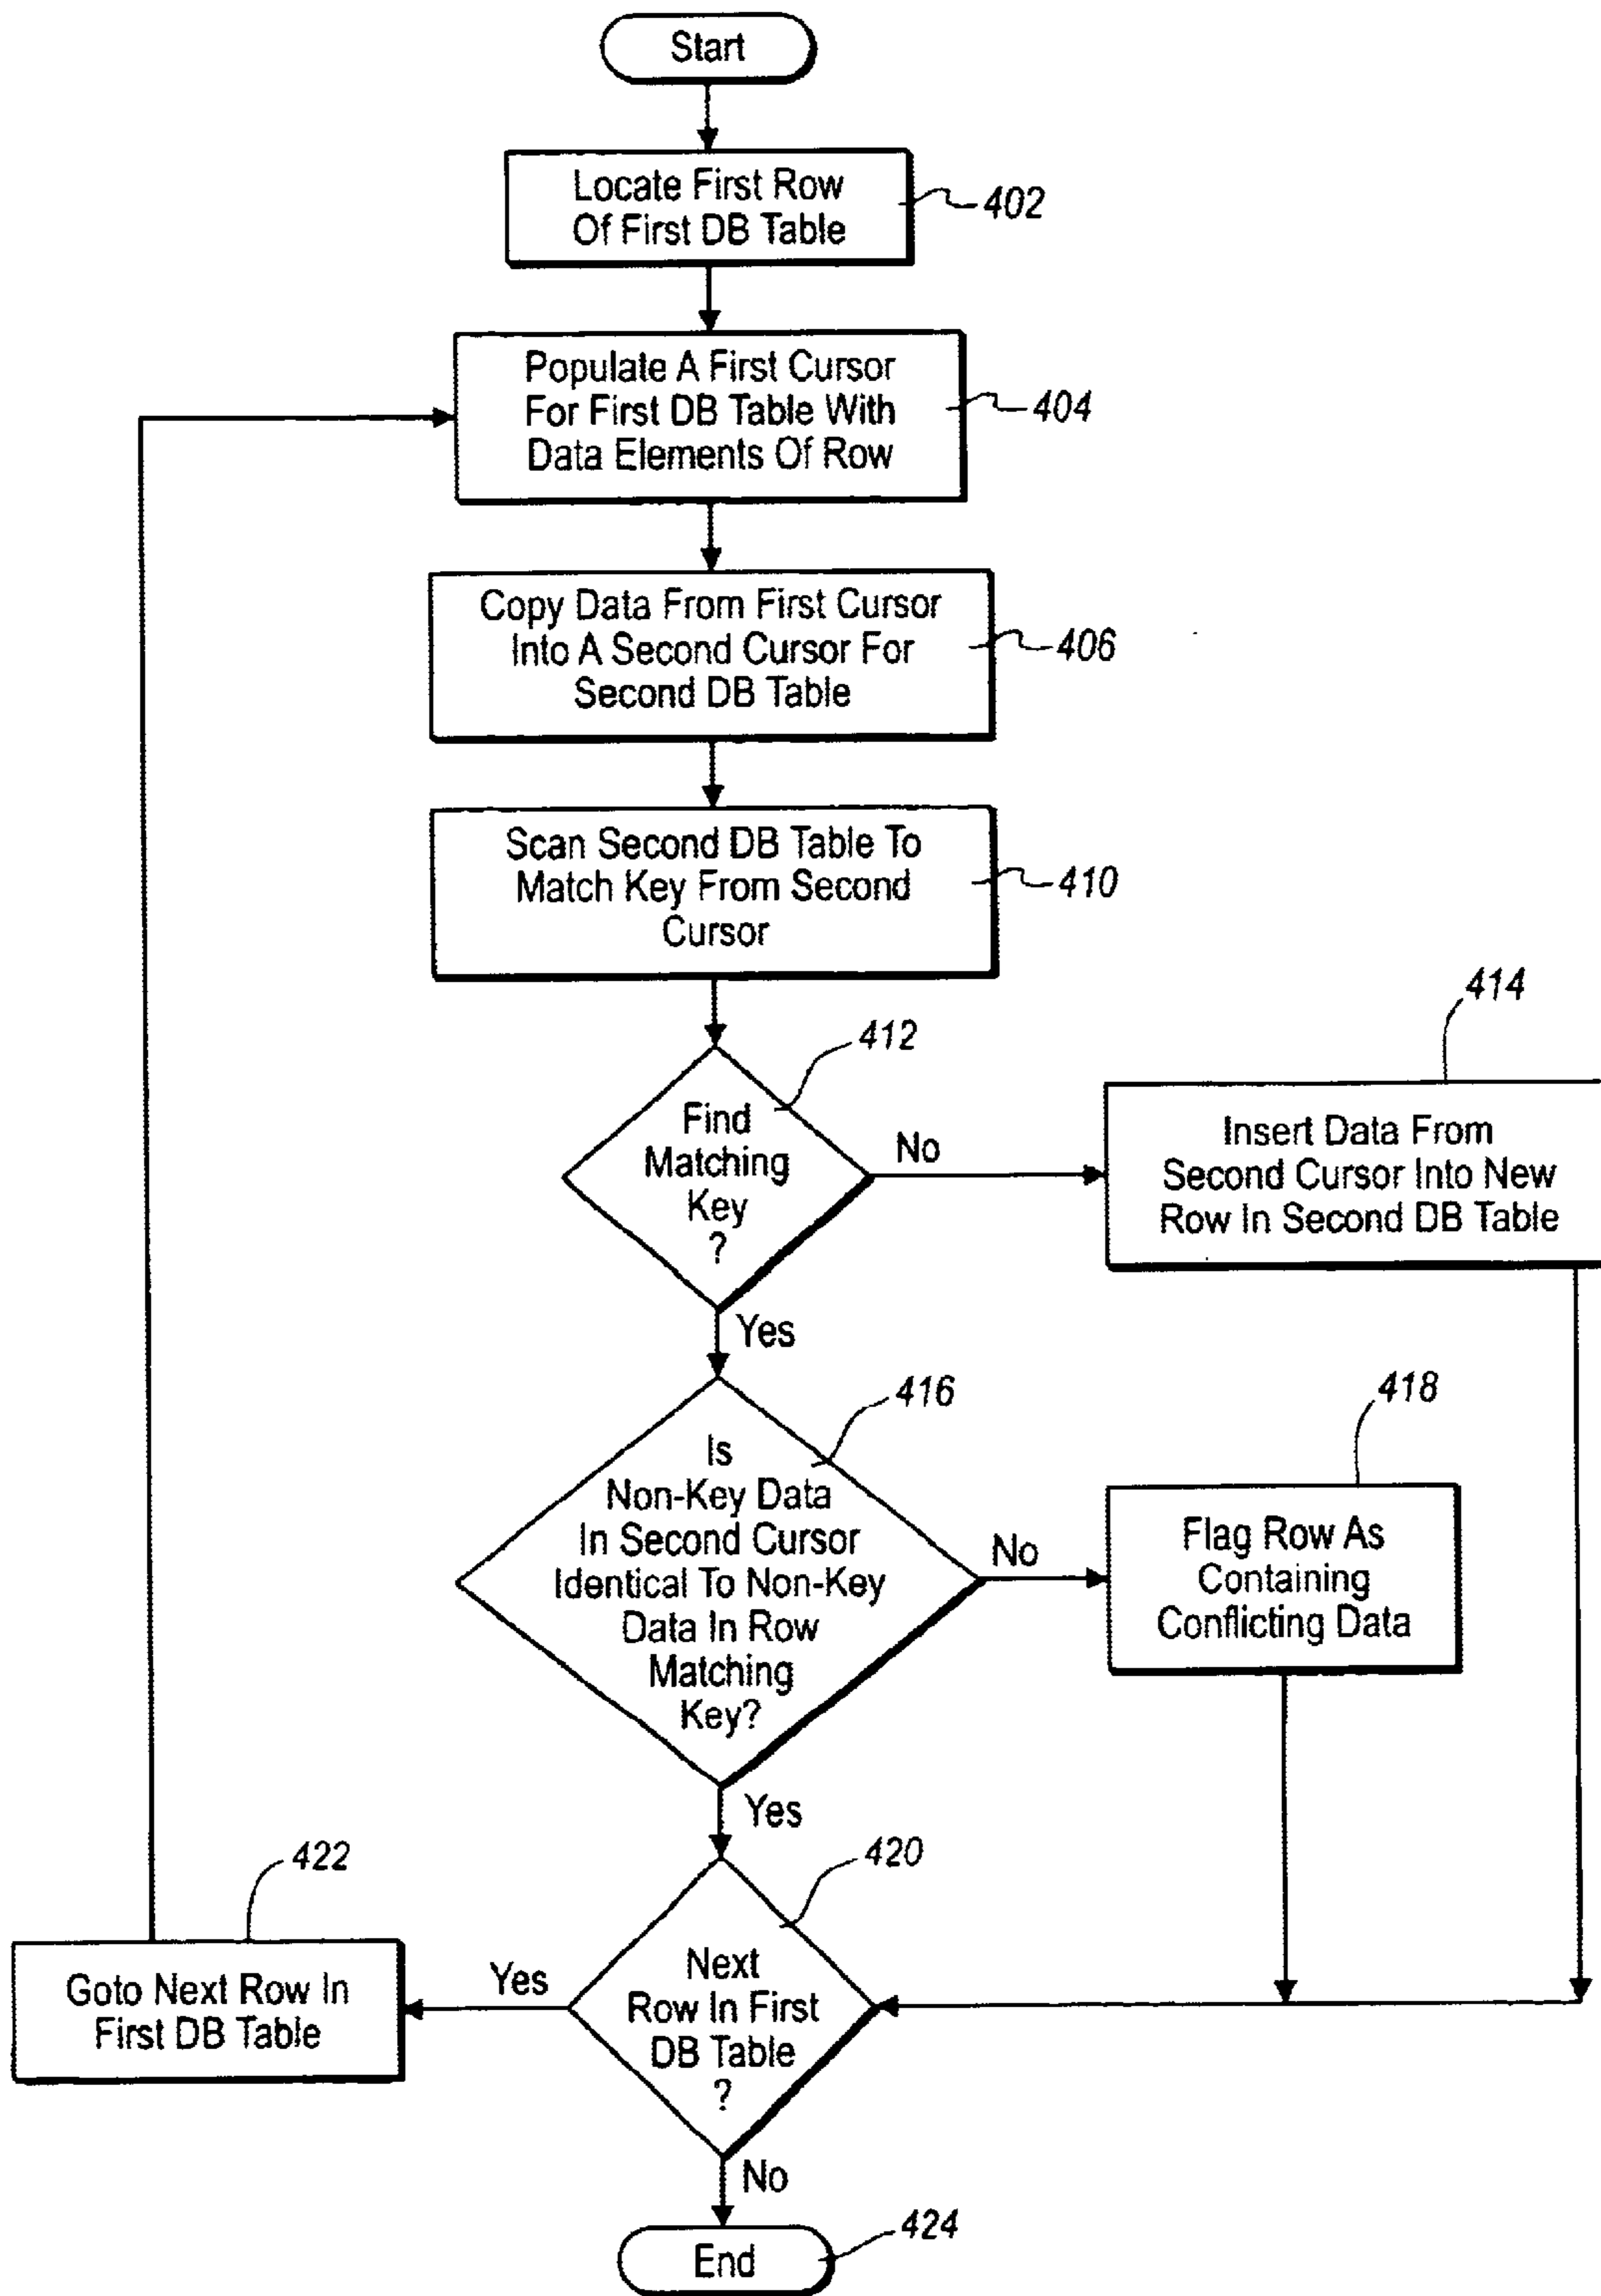 Start
Locate First Row
Of First DB Table
402
Populate A First Cursor
For First DB Table With
Data Elements Of Row
404
Copy Data From First Cursor
Into A Second Cursor For
Second DB Table
406
Scan Second DB Table To
Match Key From Second
Cursor
410
412
Find
Matching
Key
?
No
414
Insert Data From
Second Cursor Into New
Row In Second DB Table
Yes
416
Is
Non-Key Data
In Second Cursor
Identical To Non-Key
Data In Row
Matching
Key?
No
418
Flag Row As
Containing
Conflicting Data
Yes
420
Next
Row In First
DB Table
?
Yes
422
Goto Next Row In
First DB Table
No
End
424